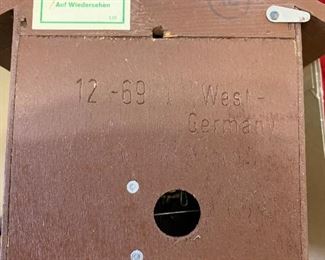 Auf Wiedersehen
12 - 69
West-
Germany